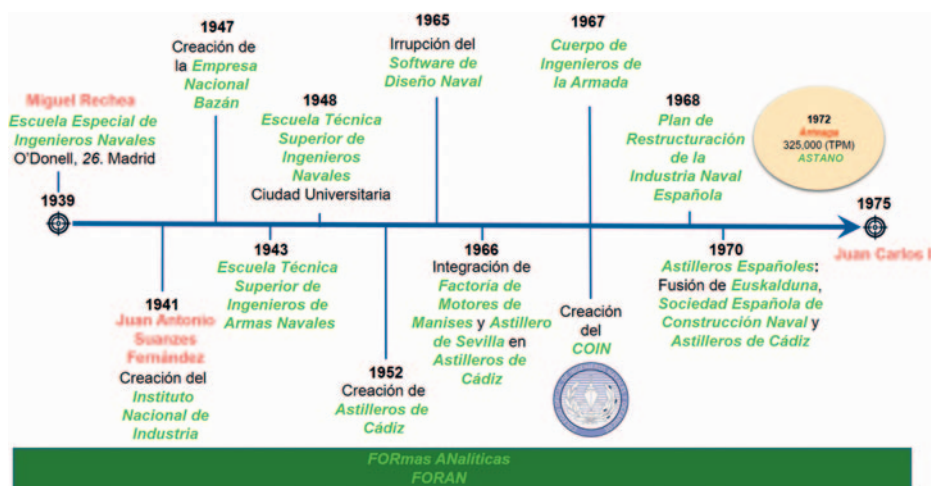 Miguel Rechea
Escuela Especial de
Ingenieros Navales
O'Donell, 26. Madrid
1939
1947
Creación de
la Empresa
Nacional
Bazán
1948
Escuela Técnica
Superior de
Ingenieros
Navales
Ciudad Universitaria
1965
Irrupción del
Software de
Diseño Naval
1967
Cuerpo de
Ingenieros de
la Armada
1968
Plan de
Restructuración
de la
Industria Naval
Española
1972
Arteaga
325.000 (TPM)
ASTANO
1975
Juan Carlos I
1941
Juan Antonio
Suanzes
Fernández
Creación del
Instituto
Nacional de
Industria
1943
Escuela Técnica
Superior de
Ingenieros de
Armas Navales
1952
Creación de
Astilleros de
Cádiz
1966
Integración de
Factoría de
Motores de
Manises y Astillero
de Sevilla en
Astilleros de
Cádiz
Creación
del
COIN
1970
Astilleros Españoles:
Fusión de Euskalduna,
Sociedad Española de
Construcción Naval y
Astilleros de Cádiz
FORmas ANalíticas
FORAN